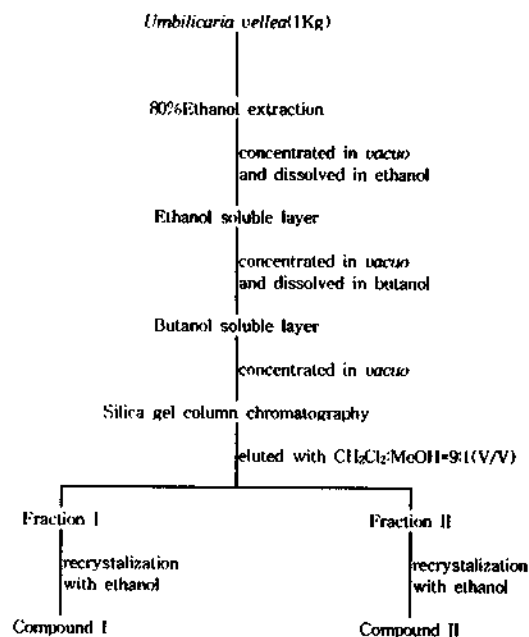 Umbilicaria vellea(1Kg)
80%Ethanol extraction
concentrated in vacuo
and dissolved in ethanol
Ethanol soluble layer
concentrated in vacuo
and dissolved in butanol
Butanol soluble layer
concentrated in vacuo
Silica gel column chromatography
eluted with CH₂Cl₂:MeOH=9:1(V/V)
Fraction I
Fraction II
recrystalization
with ethanol
recrystalization
with ethanol
Compound I
Compound II